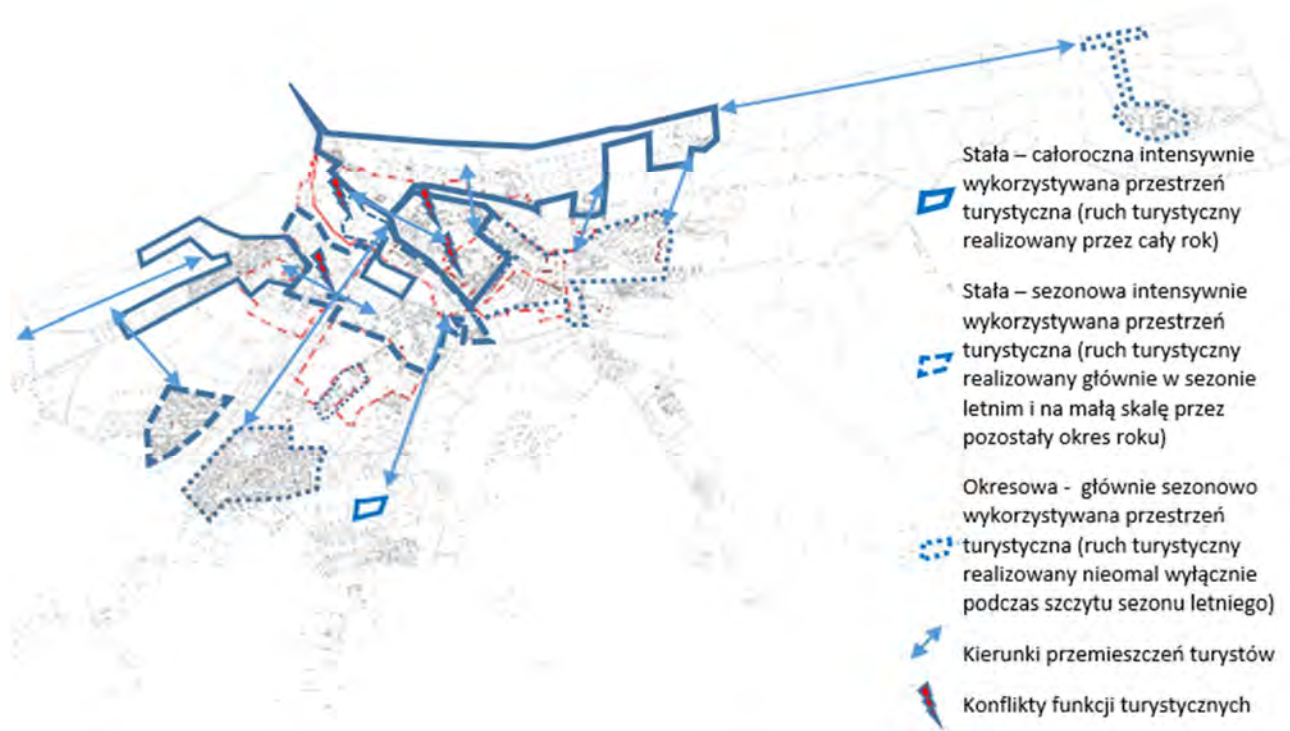 Stała – całoroczna intensywnie
wykorzystywana przestrzeń
turystyczna (ruch turystyczny
realizowany przez cały rok)
Stała – sezonowa intensywnie
wykorzystywana przestrzeń
turystyczna (ruch turystyczny
realizowany głównie w sezonie
letnim i na małą skalę przez
pozostały okres roku)
Okresowa - głównie sezonowo
wykorzystywana przestrzeń
turystyczna (ruch turystyczny
realizowany nieomal wyłącznie
podczas szczytu sezonu letniego)
Kierunki przemieszczeń turystów
Konflikty funkcji turystycznych